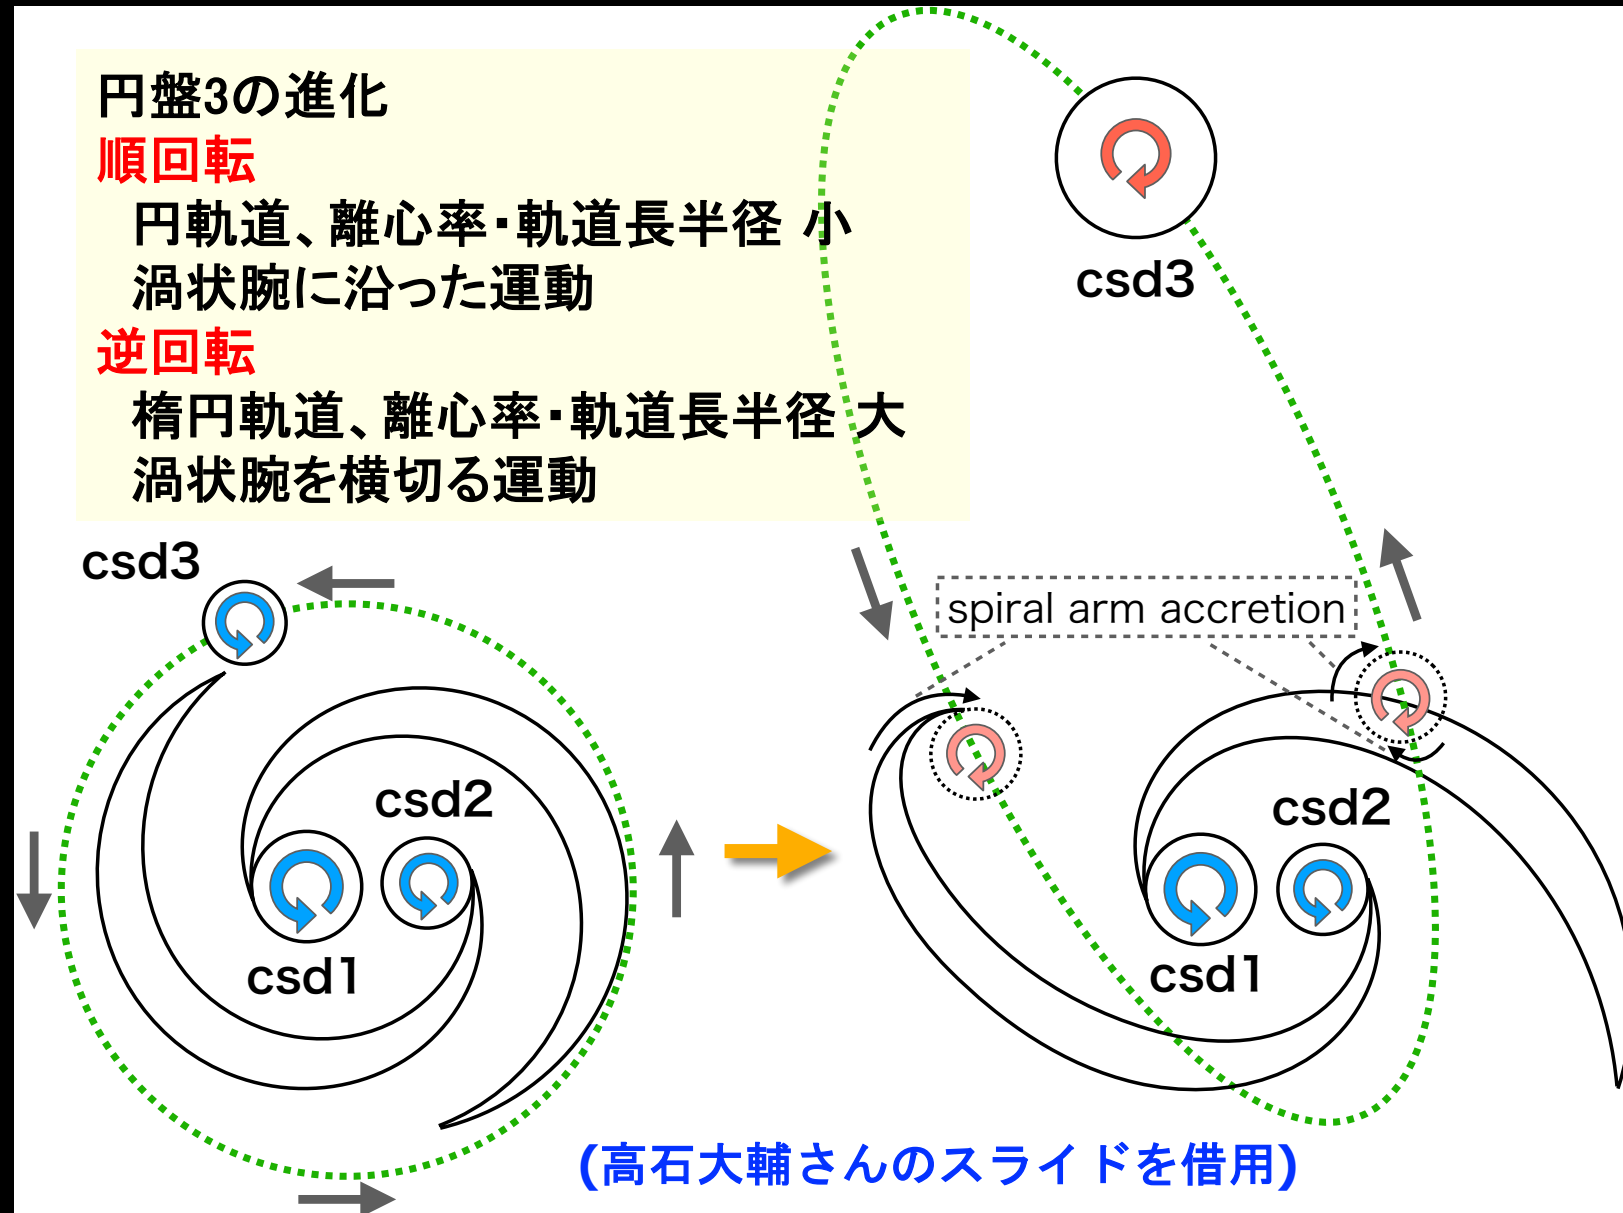 円盤3の進化
順回転
円軌道、離心率・軌道長半径 小
渦状腕に沿った運動
逆回転
楕円軌道、離心率・軌道長半径 大
渦状腕を横切る運動
csd3
csd3
spiral arm accretion
csd2
csd1
csd2
csd1
(高石大輔さんのスライドを借用)